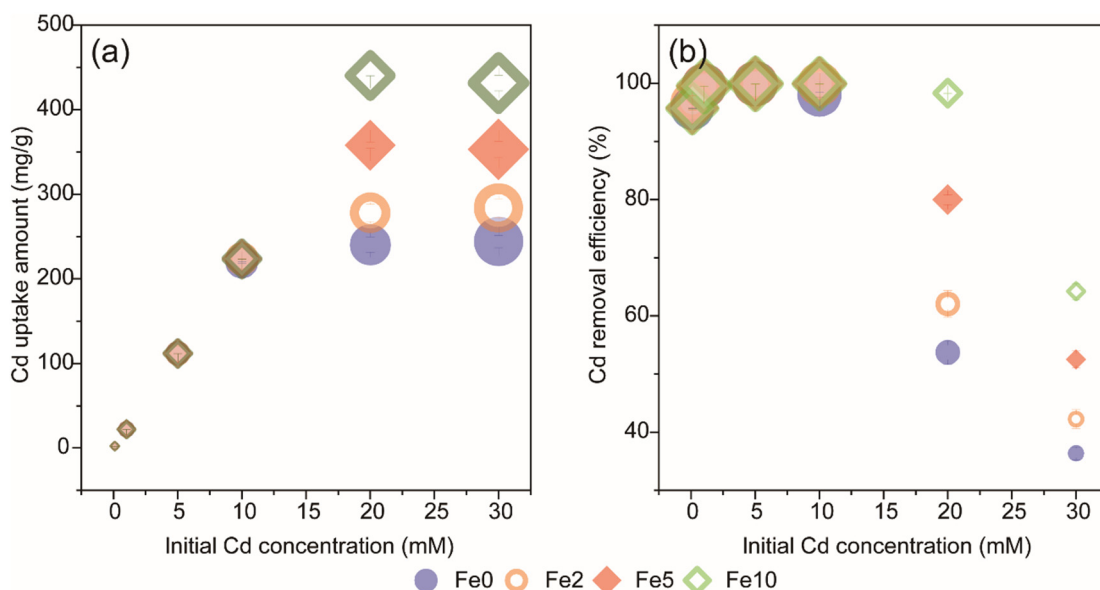 (a)
Cd uptake amount (mg/g)
500
400
300
200
100
0
0 5 10 15 20 25 30
Initial Cd concentration (mM)
(b)
Cd removal efficiency (%)
100
80
60
40
0 5 10 15 20 25 30
Initial Cd concentration (mM)
Fe0 Fe2 Fe5 Fe10